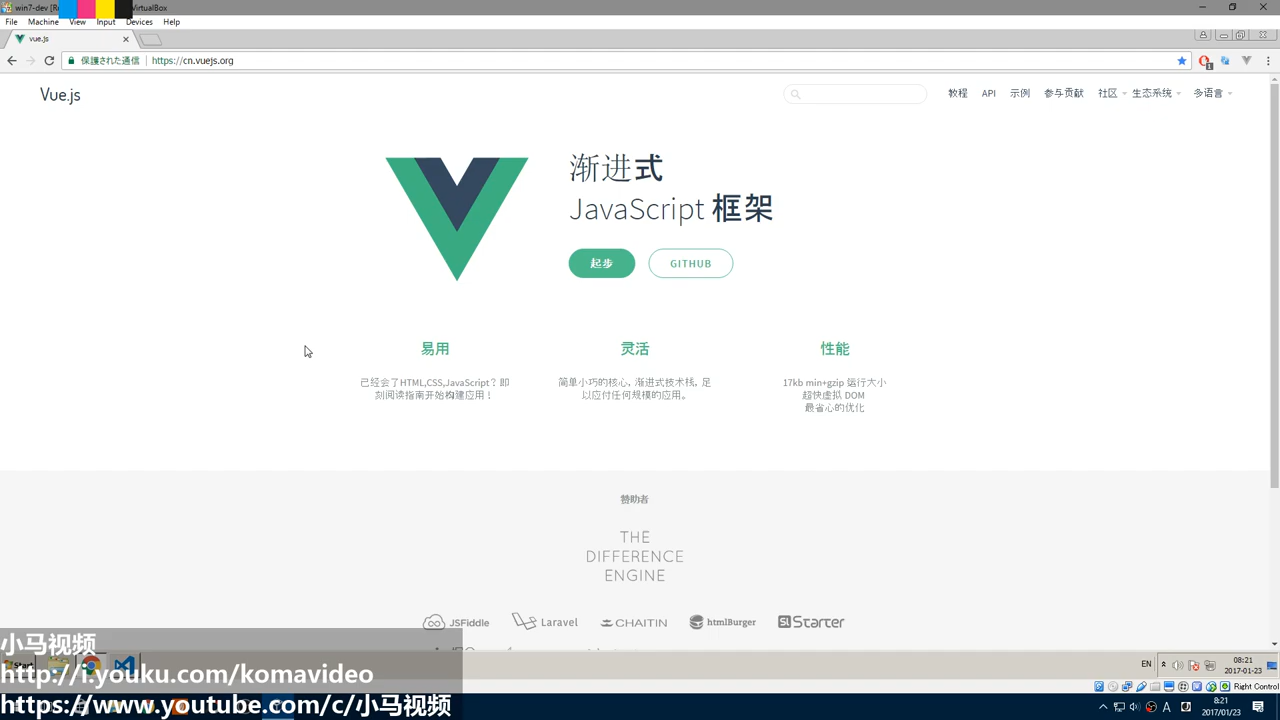 win7-dev [R VirtualBox
File Machine View Input Devices Help
vue.js
保護された通信 https://cn.vuejs.org
Vue.js
教程 API 示例 参与贡献 社区 生态系统 多语言
渐进式
JavaScript 框架
起步 GITHUB
易用 灵活 性能
已经会了HTML,CSS,JavaScript？即
刻阅读指南开始构建应用！
简单小巧的核心，渐进式技术栈，足
以应付任何规模的应用。
17kb min+gzip 运行大小
超快虚拟 DOM
最省心的优化
赞助者
THE
DIFFERENCE
ENGINE
JSFiddle Laravel CHAITIN htmlBurger SLStarter
小马视频
http://i.youku.com/komavideo
https://www.youtube.com/c/小马视频
Start
EN 08:21
2017-01-23
Right Control
A 8:21
2017/01/23